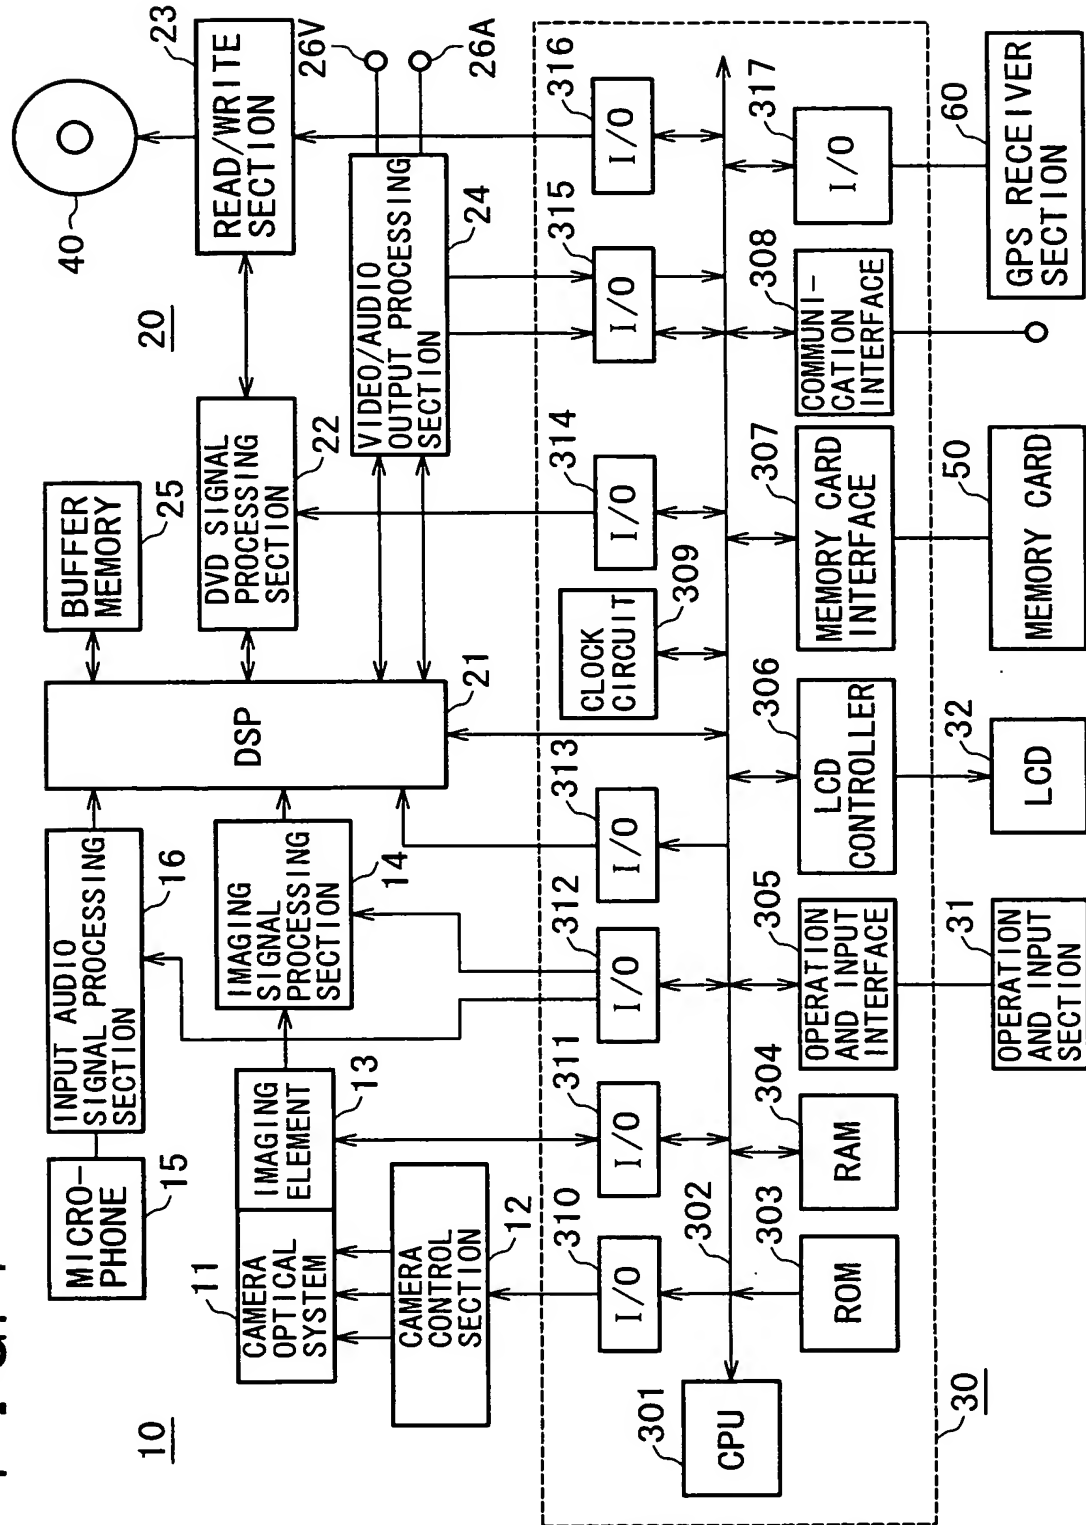 10
MICRO-
PHONE
15
INPUT AUDIO
SIGNAL PROCESSING
SECTION
16
BUFFER
MEMORY
25
20
40
11
CAMERA
OPTICAL
SYSTEM
IMAGING
ELEMENT
13
IMAGING
SIGNAL
PROCESSING
SECTION
14
DSP
21
DVD SIGNAL
PROCESSING
SECTION
22
READ/WRITE
SECTION
23
CAMERA
CONTROL
SECTION
12
VIDEO/AUDIO
OUTPUT PROCESSING
SECTION
24
26V
26A
310
I/O
311
I/O
312
I/O
313
I/O
CLOCK
CIRCUIT
309
314
I/O
315
I/O
316
I/O
301
CPU
302
303
ROM
304
RAM
305
OPERATION
AND INPUT
INTERFACE
306
LCD
CONTROLLER
307
MEMORY CARD
INTERFACE
308
COMMUNI-
CATION
INTERFACE
317
I/O
30
31
OPERATION
AND INPUT
SECTION
32
LCD
50
MEMORY CARD
60
GPS RECEIVER
SECTION